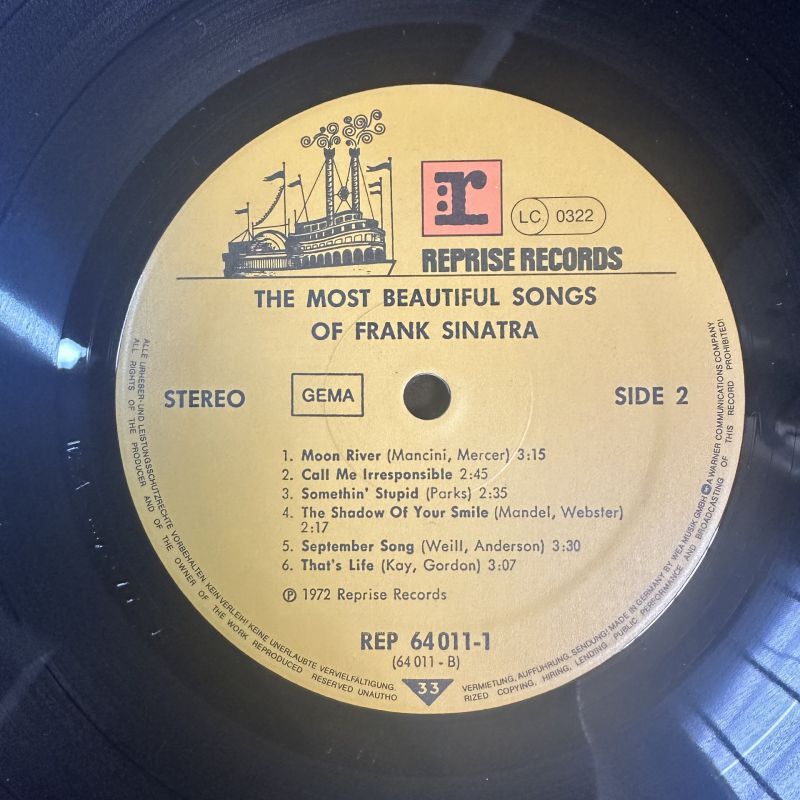 r
LC 0322
REPRISE RECORDS
THE MOST BEAUTIFUL SONGS
OF FRANK SINATRA
STEREO
GEMA
SIDE 2
1. Moon River (Mancini, Mercer) 3:15
2. Call Me Irresponsible 2:45
3. Somethin' Stupid (Parks) 2:35
4. The Shadow Of Your Smile (Mandel, Webster)
2:17
5. September Song (Weill, Anderson) 3:30
6. That's Life (Kay, Gordon) 3:07
℗ 1972 Reprise Records
REP 64011-1
(64 011 - B)
33
ALLE URHEBER- UND LEISTUNGSSCHUTZRECHTE VORBEHALTEN KEIN VERLEIH! KEINE UNERLAUBTE VERVIELFÄLTIGUNG, VERMIETUNG, AUFFÜHRUNG, SENDUNG! MADE IN GERMANY BY WEA MUSIK GMBH A WARNER COMMUNICATIONS COMPANY
ALL RIGHTS OF THE PRODUCER AND OF THE OWNER OF THE WORK REPRODUCED RESERVED UNAUTHORIZED COPYING, HIRING, LENDING PUBLIC PERFORMANCE AND BROADCASTING OF THIS RECORD PROHIBITED!